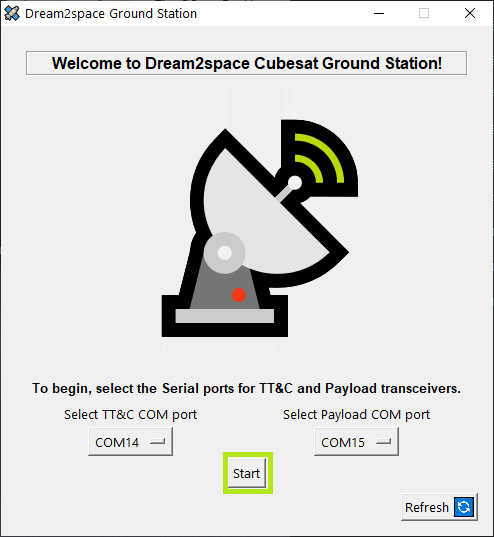 Dream2space Ground Station
Welcome to Dream2space Cubesat Ground Station!
To begin, select the Serial ports for TT&C and Payload transceivers.
Select TT&C COM port
Select Payload COM port
COM14
COM15
Start
Refresh